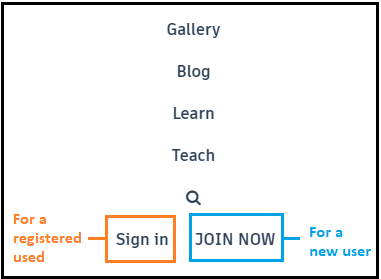 Gallery
Blog
Learn
Teach
For a
registered
used
Sign in
JOIN NOW
For a
new user